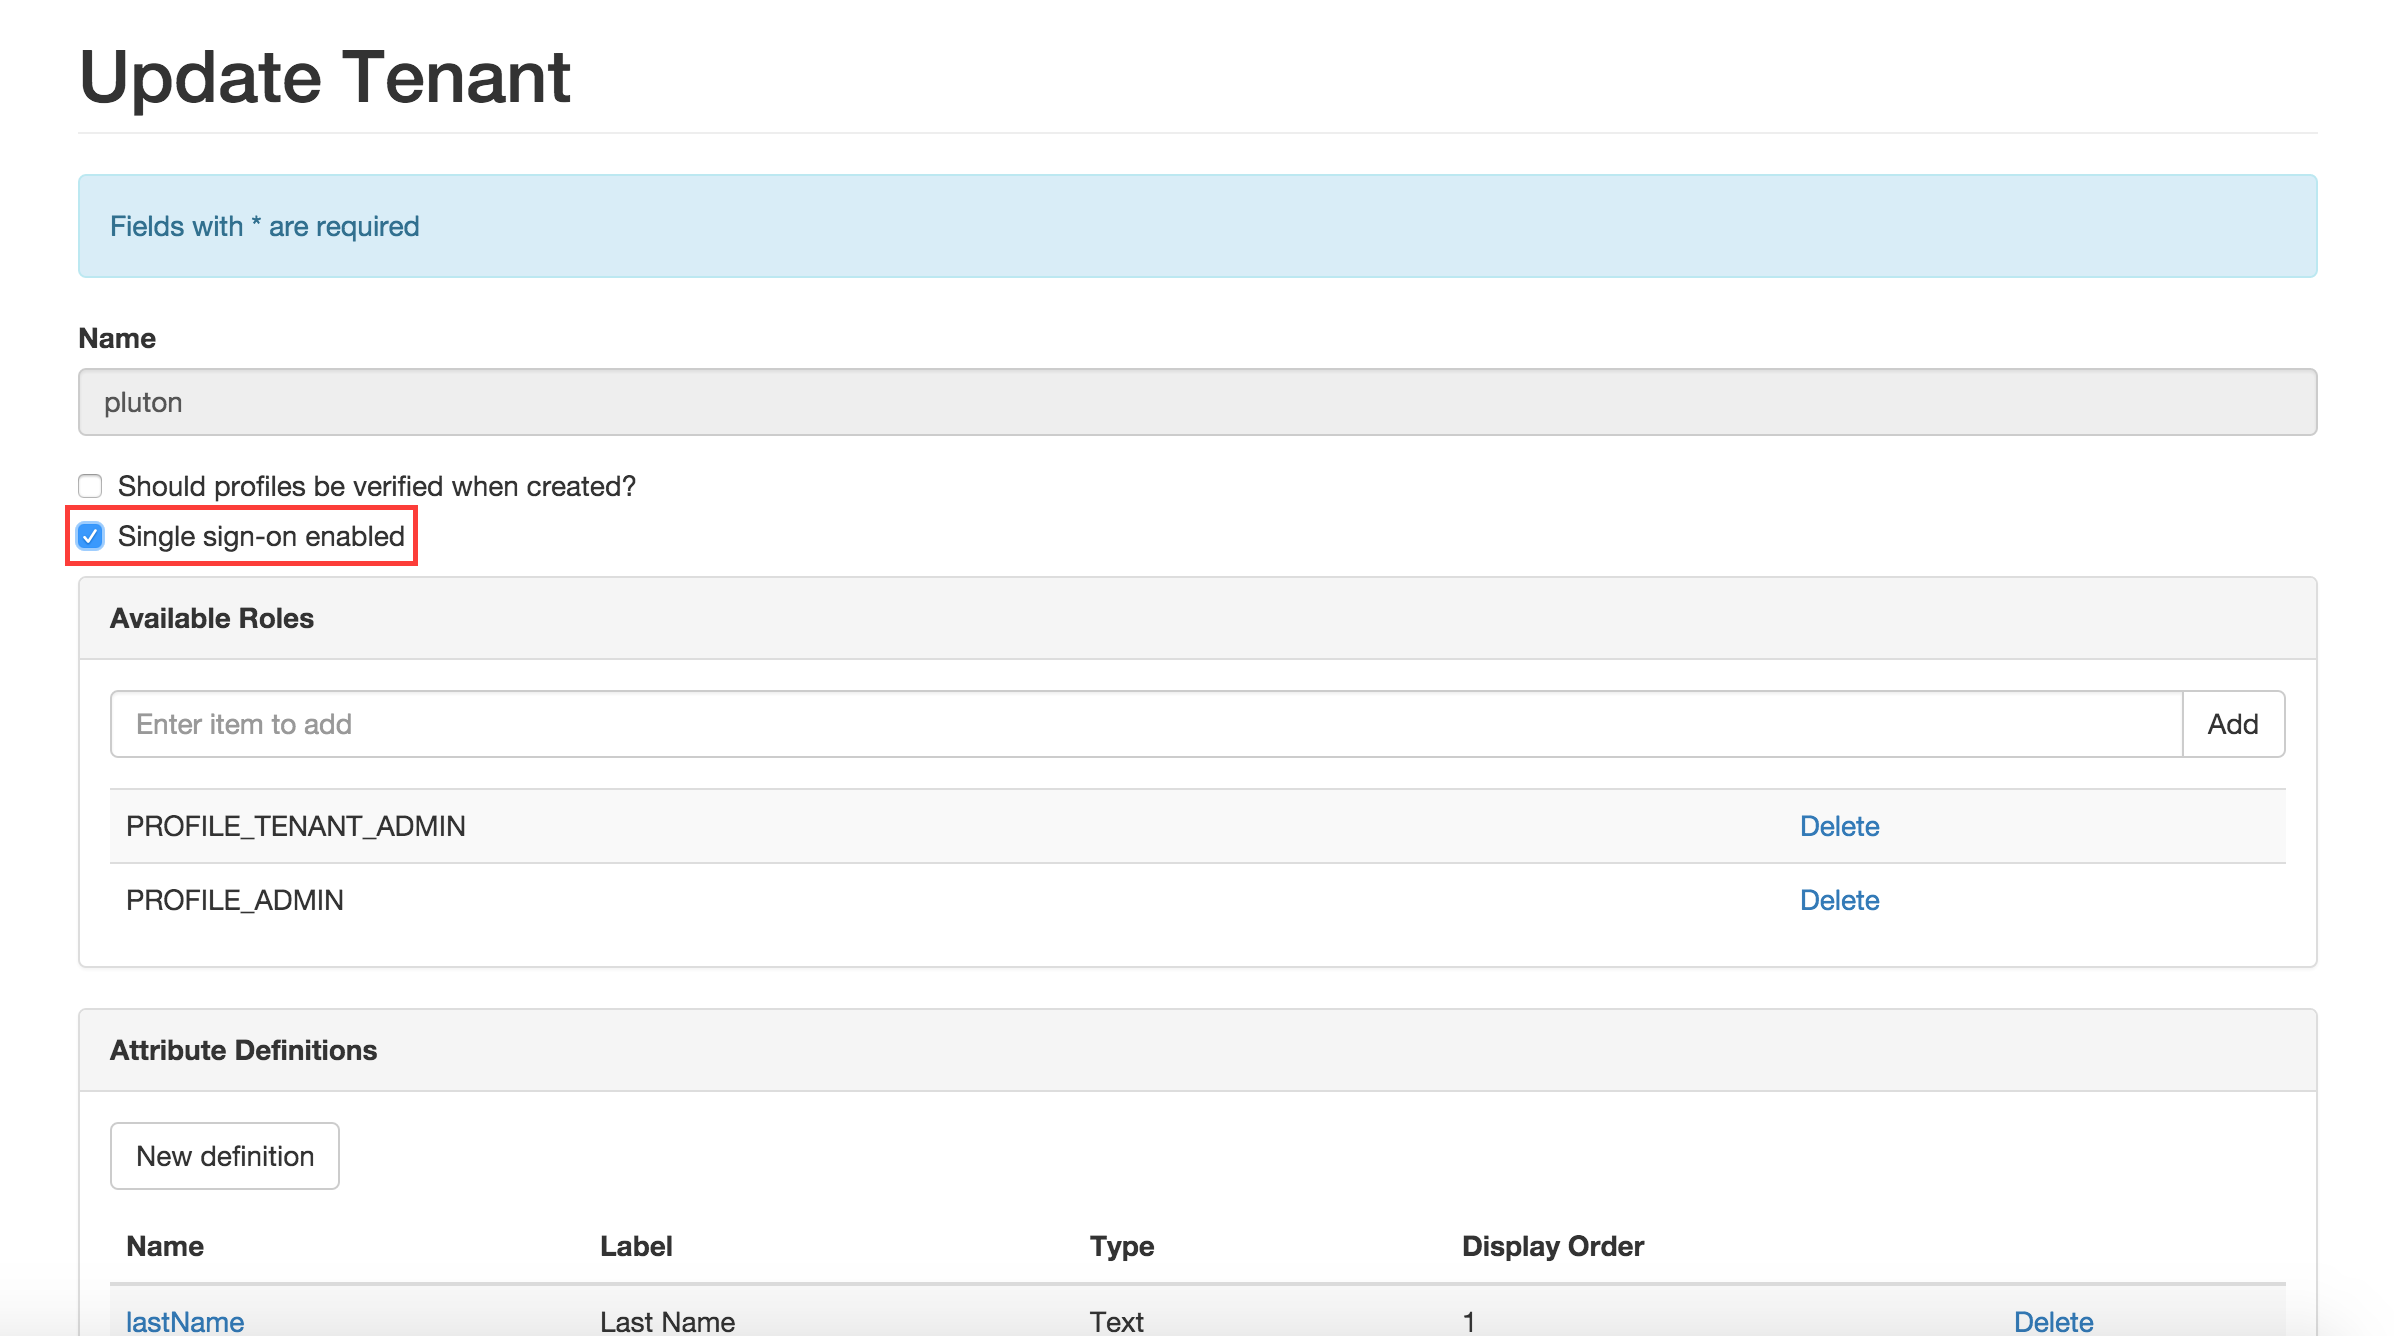 Update Tenant
Fields with * are required
Name
pluton
Should profiles be verified when created?
Single sign-on enabled
Available Roles
Enter item to add Add
PROFILE_TENANT_ADMIN Delete
PROFILE_ADMIN Delete
Attribute Definitions
New definition
Name Label Type Display Order
lastName Last Name Text 1 Delete